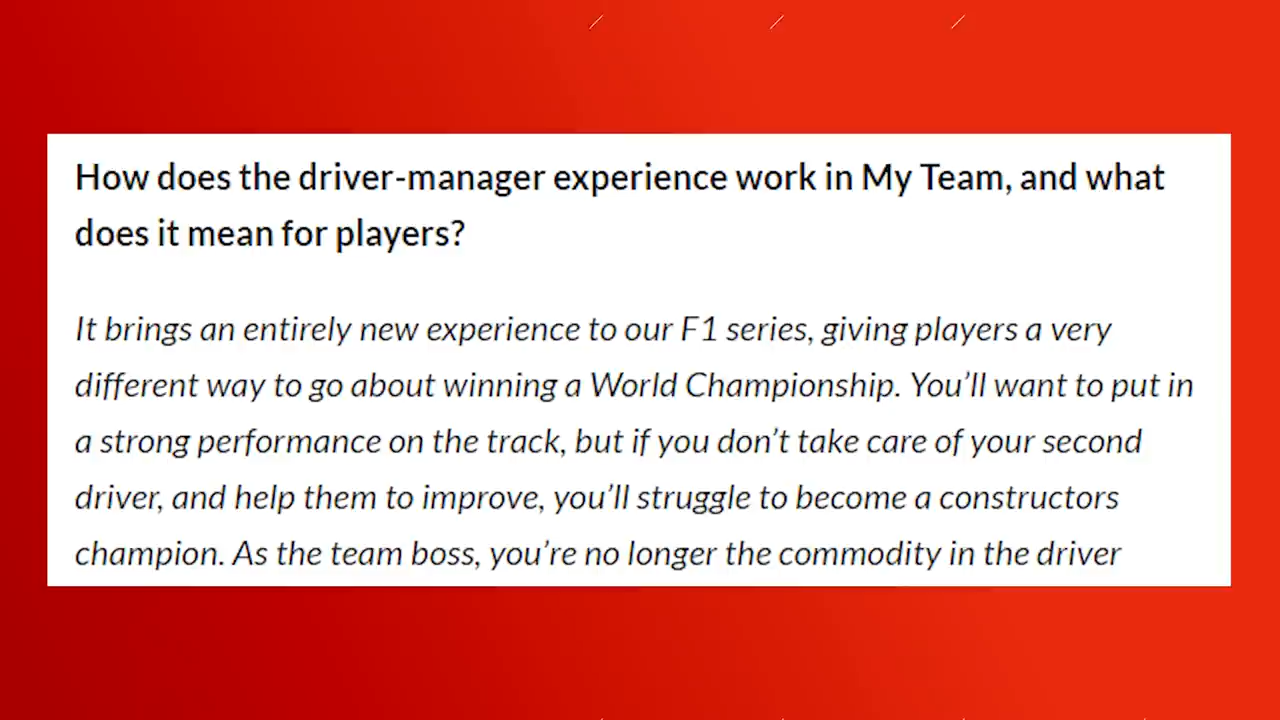 How does the driver-manager experience work in My Team, and what
does it mean for players?
It brings an entirely new experience to our F1 series, giving players a very
different way to go about winning a World Championship. You’ll want to put in
a strong performance on the track, but if you don’t take care of your second
driver, and help them to improve, you’ll struggle to become a constructors
champion. As the team boss, you’re no longer the commodity in the driver